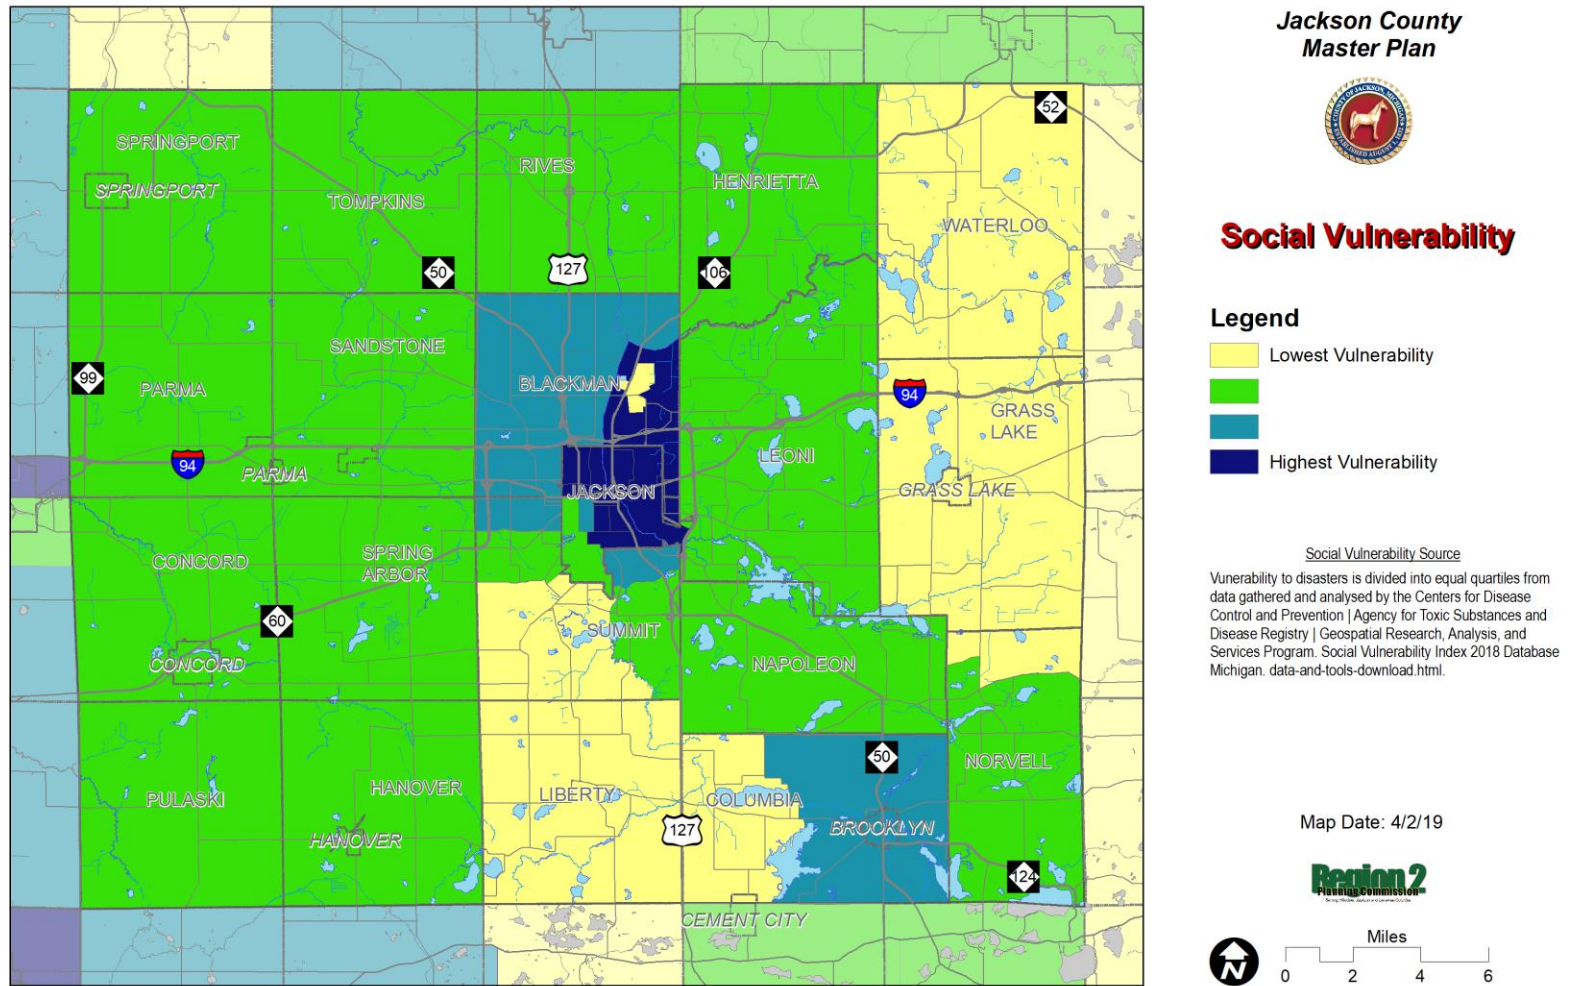 Jackson County
Master Plan
COUNTY OF JACKSON, MICHIGAN
Social Vulnerability
Legend
Lowest Vulnerability
Highest Vulnerability
Social Vulnerability Source
Vunerability to disasters is divided into equal quartiles from
data gathered and analysed by the Centers for Disease
Control and Prevention | Agency for Toxic Substances and
Disease Registry | Geospatial Research, Analysis, and
Services Program. Social Vulnerability Index 2018 Database
Michigan. data-and-tools-download.html.
Map Date: 4/2/19
Region 2
Planning Commission
Miles
0 2 4 6
N
52
SPRINGPORT
RIVES
HENRIETTA
SPRINGPORT
TOMPKINS
WATERLOO
50
127
106
SANDSTONE
99
PARMA
BLACKMAN
94
GRASS
LAKE
LEONI
94
PARMA
JACKSON
GRASS LAKE
CONCORD
SPRING
ARBOR
60
SUMMIT
CONCORD
NAPOLEON
50
NORVELL
PULASKI
HANOVER
LIBERTY
COLUMBIA
127
BROOKLYN
HANOVER
124
CEMENT CITY